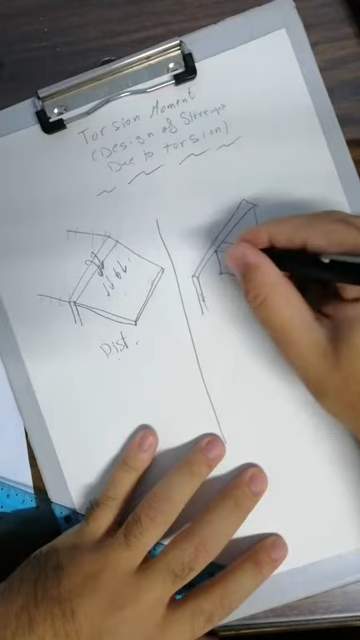 Torsion Moment
(Design of Stirrups
Due to torsion)
Dist.